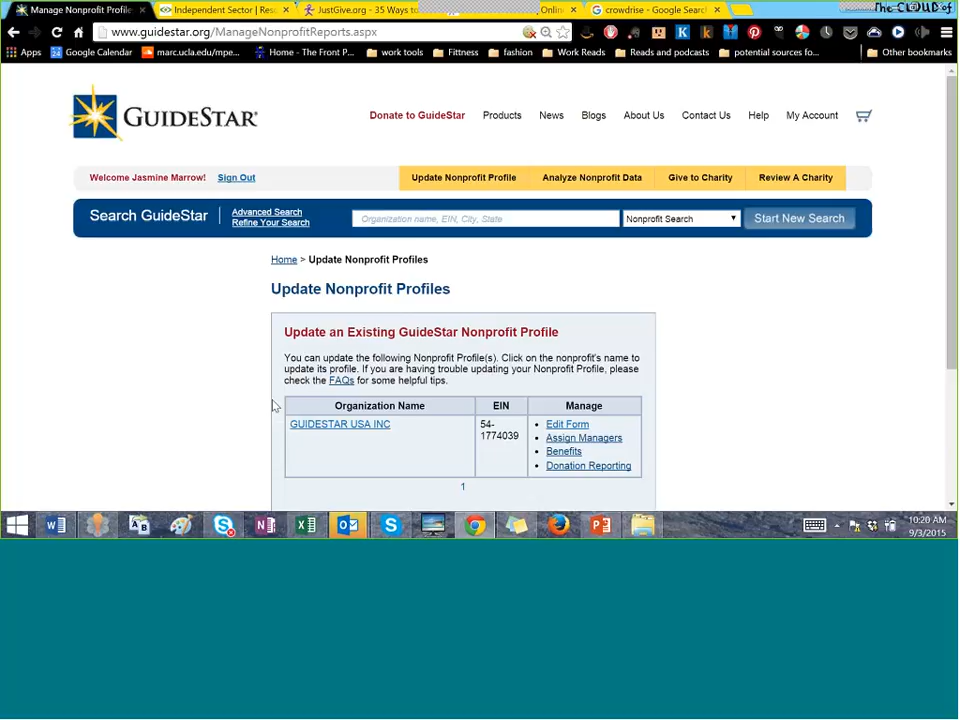 Manage Nonprofit Profile
Independent Sector | Res
JustGive.org - 35 Ways to
Onli
crowdrise - Google Searc
The CLOUD of
www.guidestar.org/ManageNonprofitReports.aspx
Apps
Google Calendar
marc.ucla.edu/mpe...
Home - The Front P...
work tools
Fittness
fashion
Work Reads
Reads and podcasts
potential sources fo...
Other bookmarks
GUIDESTAR
Donate to GuideStar
Products
News
Blogs
About Us
Contact Us
Help
My Account
Welcome Jasmine Marrow!
Sign Out
Update Nonprofit Profile
Analyze Nonprofit Data
Give to Charity
Review A Charity
Search GuideStar
Advanced Search
Refine Your Search
Organization name, EIN, City, State
Nonprofit Search
Start New Search
Home > Update Nonprofit Profiles
Update Nonprofit Profiles
Update an Existing GuideStar Nonprofit Profile
You can update the following Nonprofit Profile(s). Click on the nonprofit's name to
update its profile. If you are having trouble updating your Nonprofit Profile, please
check the FAQs for some helpful tips.
Organization Name
EIN
Manage
GUIDESTAR USA INC
54-
1774039
Edit Form
Assign Managers
Benefits
Donation Reporting
1
10:20 AM
9/3/2015